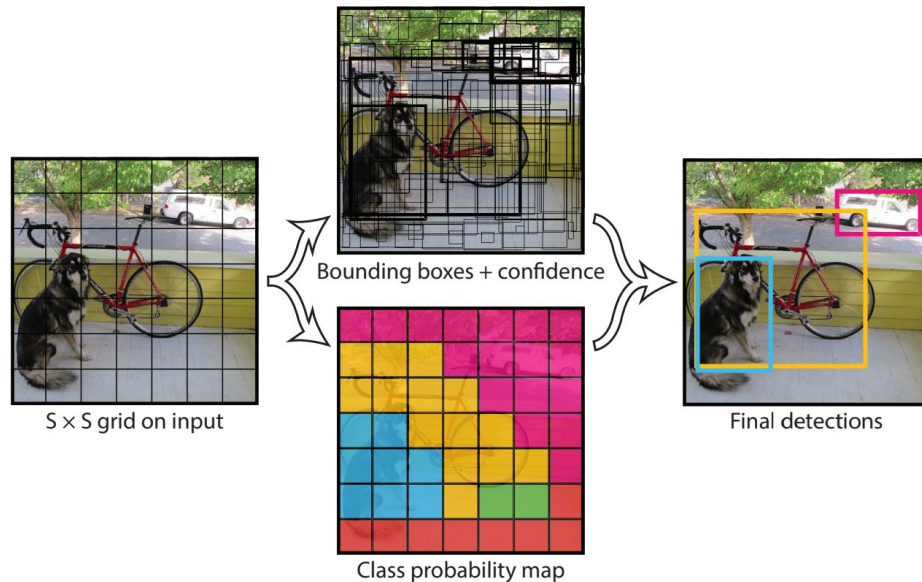 Bounding boxes + confidence
S × S grid on input
Final detections
Class probability map